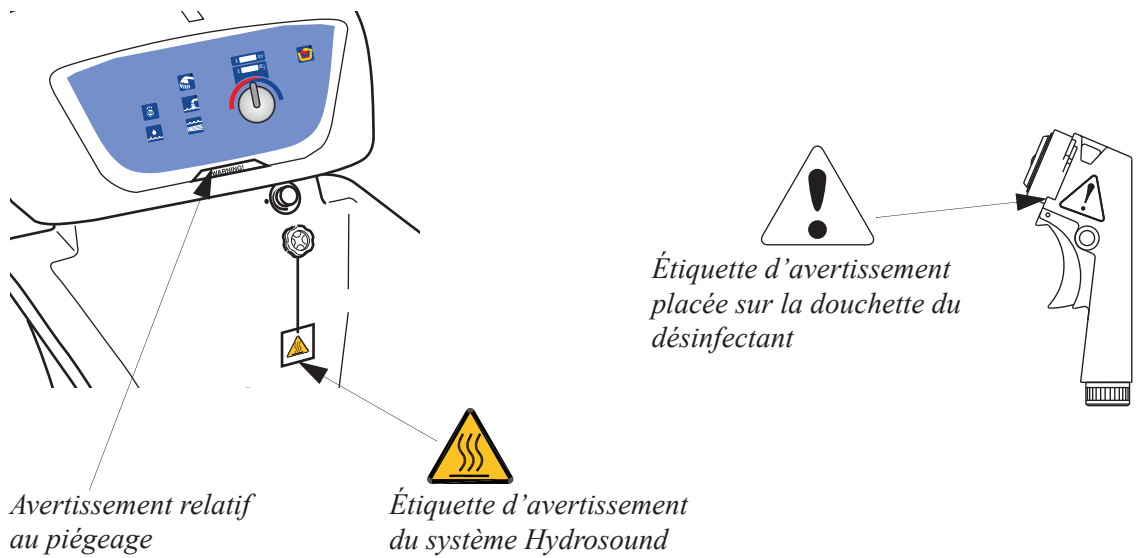 WARNING!
Étiquette d’avertissement
placée sur la douchette du
désinfectant
Avertissement relatif
au piégeage
Étiquette d’avertissement
du système Hydrosound